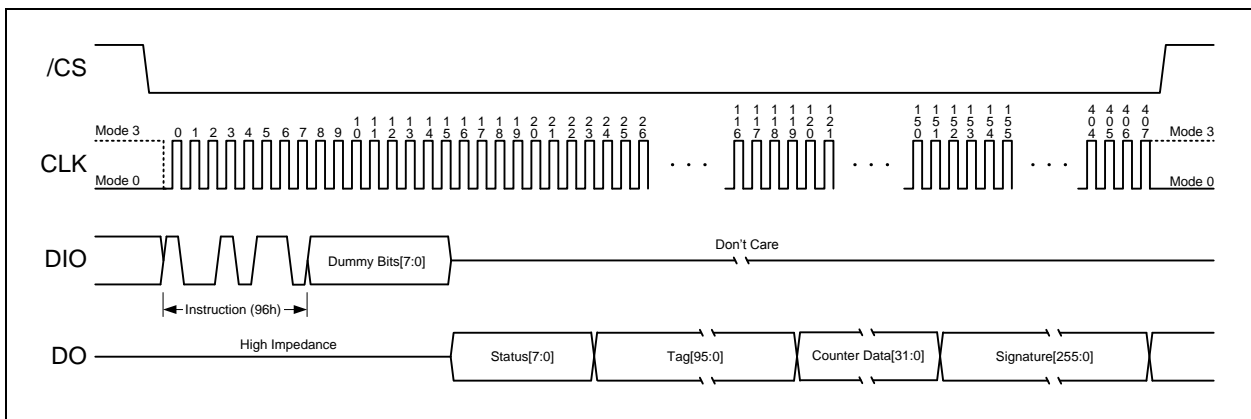 /CS
Mode 3
0 1 2 3 4 5 6 7 8 9 10 11 12 13 14 15 16 17 18 19 20 21 22 23 24 25 26 116 117 118 119 120 121 150 151 152 153 154 155 404 405 406 407
Mode 3
CLK
Mode 0
. . . . . . . . .
Mode 0
DIO
Dummy Bits[7:0]
Don't Care
Instruction (96h)
DO
High Impedance
Status[7:0]
Tag[95:0]
Counter Data[31:0]
Signature[255:0]